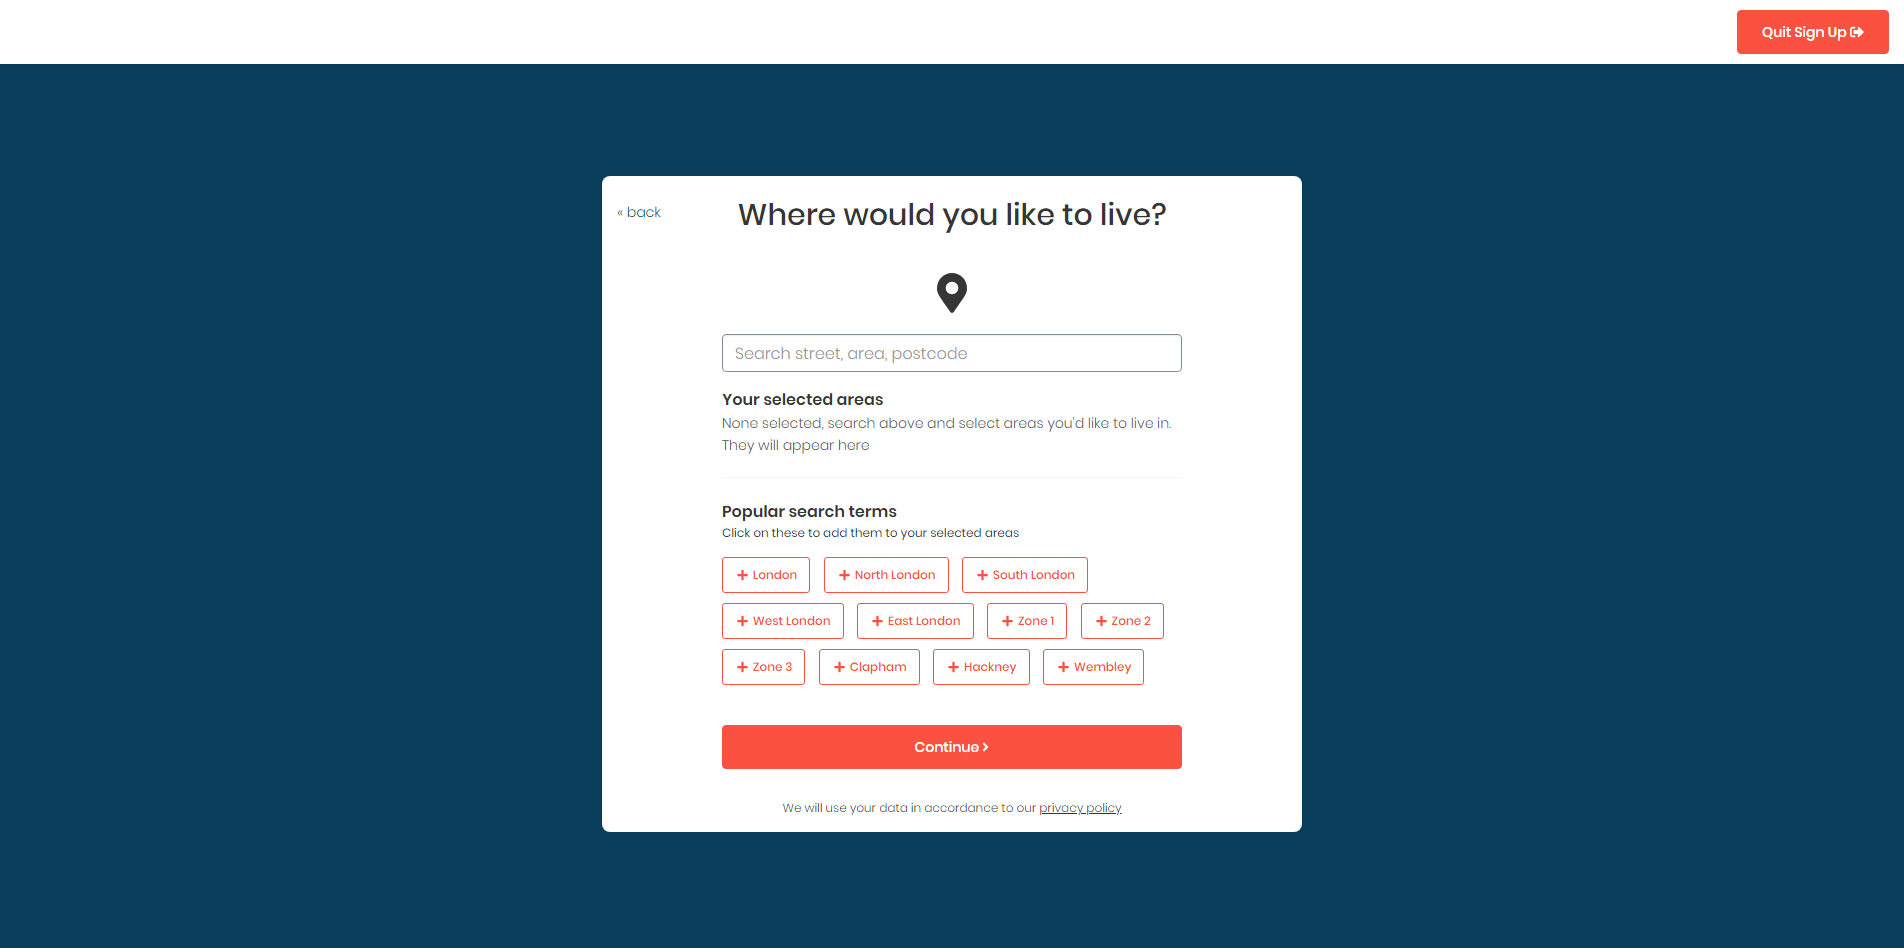 Quit Sign Up
« back
Where would you like to live?
Search street, area, postcode
Your selected areas
None selected, search above and select areas you'd like to live in.
They will appear here
Popular search terms
Click on these to add them to your selected areas
+ London + North London + South London
+ West London + East London + Zone 1 + Zone 2
+ Zone 3 + Clapham + Hackney + Wembley
Continue >
We will use your data in accordance to our privacy policy